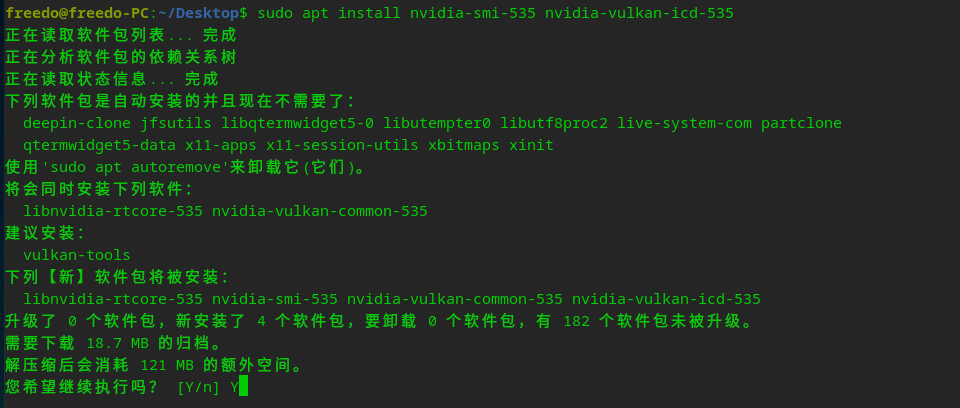 freedo@freedo-PC:~/Desktop$ sudo apt install nvidia-smi-535 nvidia-vulkan-icd-535
正在读取软件包列表... 完成
正在分析软件包的依赖关系树
正在读取状态信息... 完成
下列软件包是自动安装的并且现在不需要了：
  deepin-clone jfsutils libqtermwidget5-0 libutempter0 libutf8proc2 live-system-com partclone
  qtermwidget5-data x11-apps x11-session-utils xbitmaps xinit
使用'sudo apt autoremove'来卸载它(它们)。
将会同时安装下列软件：
  libnvidia-rtcore-535 nvidia-vulkan-common-535
建议安装：
  vulkan-tools
下列【新】软件包将被安装：
  libnvidia-rtcore-535 nvidia-smi-535 nvidia-vulkan-common-535 nvidia-vulkan-icd-535
升级了 0 个软件包，新安装了 4 个软件包，要卸载 0 个软件包，有 182 个软件包未被升级。
需要下载 18.7 MB 的归档。
解压缩后会消耗 121 MB 的额外空间。
您希望继续执行吗？ [Y/n] Y